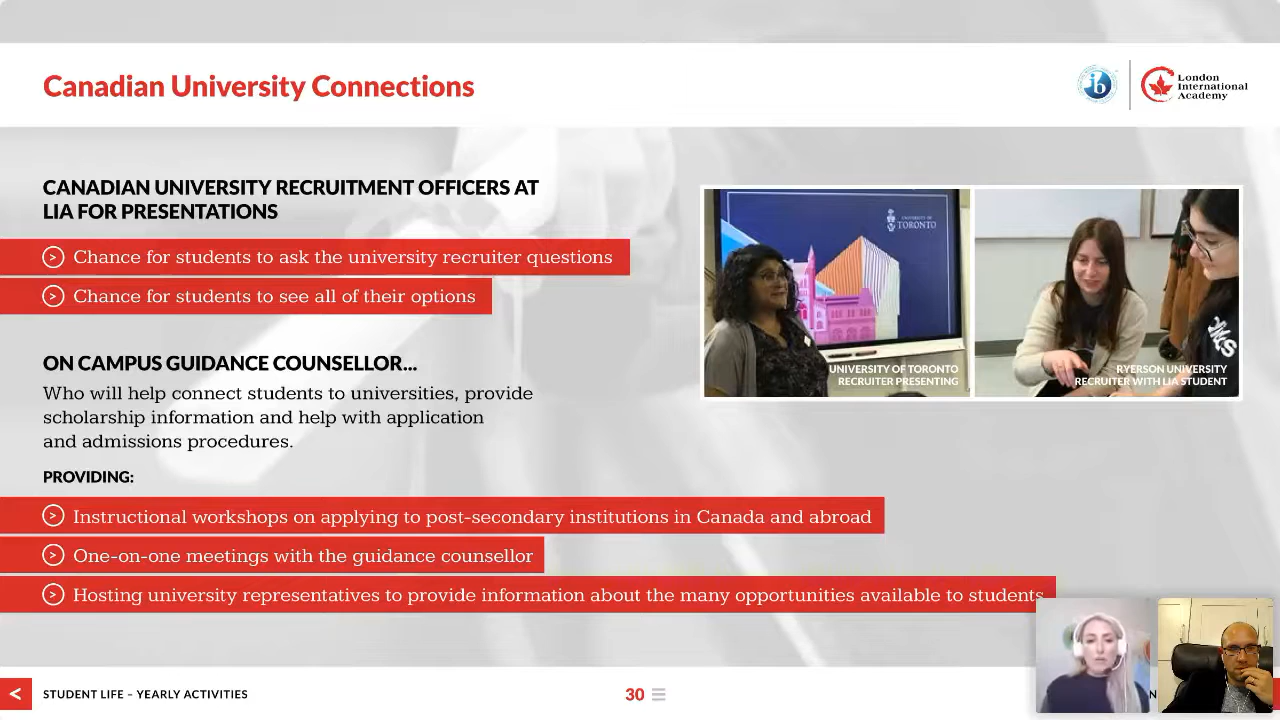 Canadian University Connections
ib
London
International
Academy
CANADIAN UNIVERSITY RECRUITMENT OFFICERS AT
LIA FOR PRESENTATIONS
> Chance for students to ask the university recruiter questions
> Chance for students to see all of their options
UNIVERSITY OF
TORONTO
UNIVERSITY OF TORONTO
RECRUITER PRESENTING
RYERSON UNIVERSITY
RECRUITER WITH LIA STUDENT
ON CAMPUS GUIDANCE COUNSELLOR...
Who will help connect students to universities, provide
scholarship information and help with application
and admissions procedures.
PROVIDING:
> Instructional workshops on applying to post-secondary institutions in Canada and abroad
> One-on-one meetings with the guidance counsellor
> Hosting university representatives to provide information about the many opportunities available to students
< STUDENT LIFE – YEARLY ACTIVITIES
30